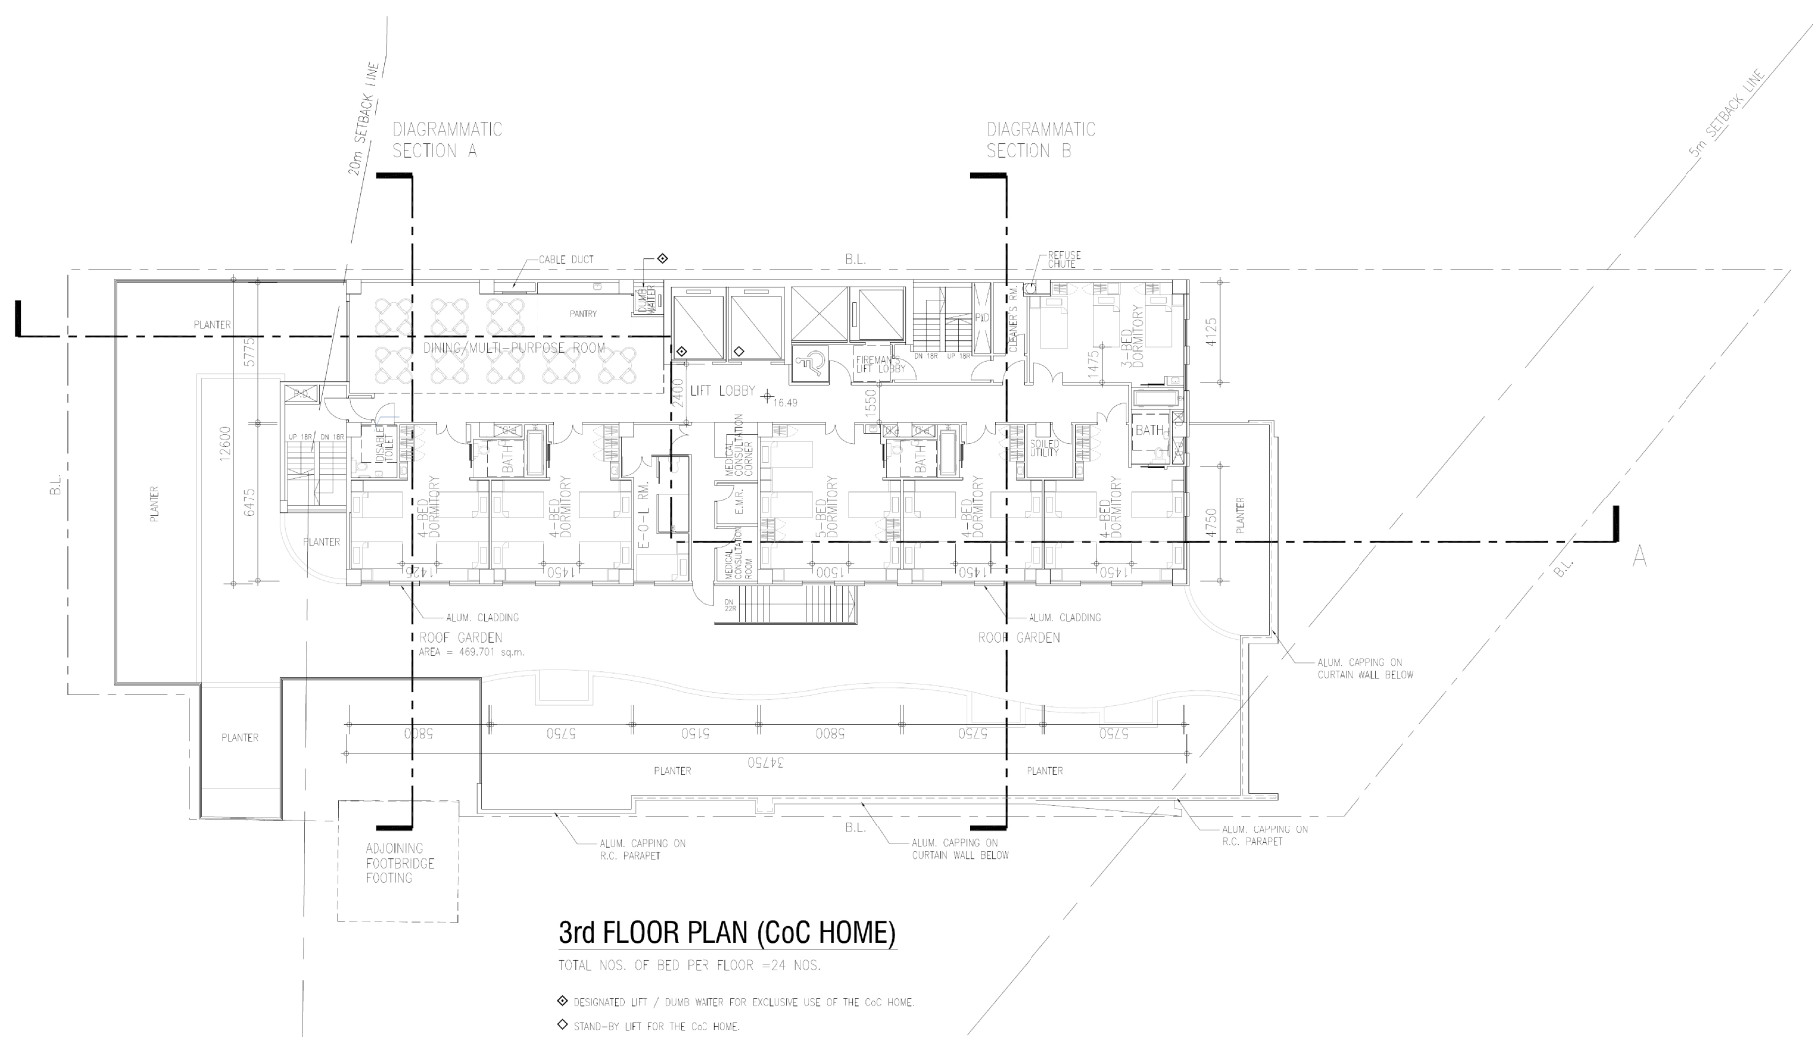 20m SETBACK LINE
DIAGRAMMATIC
SECTION A
DIAGRAMMATIC
SECTION B
5m SETBACK LINE
CABLE DUCT
B.L.
REFUSE
CHUTE
PLANTER
PANTRY
DUMB
WAITER
DINING/MULTI-PURPOSE ROOM
DN 18R
UP 18R
CLEANER'S RM.
3-BED
DORMITORY
1475
4125
FIREMAN'S
LIFT LOBBY
5775
12600
6475
2400
LIFT LOBBY
16.49
1550
UP 18R
DN 18R
DISABLE
TOILET
BATH
BATH
BATH
SOILED
UTILITY
MEDICAL
CONSULTATION
CORNER
E.M.R.
MEDICAL
CONSULTATION
ROOM
E-O-L RM.
4-BED
DORMITORY
4-BED
DORMITORY
5-BED
DORMITORY
4-BED
DORMITORY
4-BED
DORMITORY
4750
PLANTER
B.L.
PLANTER
PLANTER
1426
1450
1500
1450
1450
A
B.L.
DN
22R
ALUM. CLADDING
ALUM. CLADDING
ROOF GARDEN
AREA = 469.701 sq.m.
ROOF GARDEN
ALUM. CAPPING ON
CURTAIN WALL BELOW
PLANTER
5800
5750
5150
5800
5750
5750
34750
PLANTER
PLANTER
B.L.
ALUM. CAPPING ON
R.C. PARAPET
ALUM. CAPPING ON
CURTAIN WALL BELOW
ALUM. CAPPING ON
R.C. PARAPET
ADJOINING
FOOTBRIDGE
FOOTING
3rd FLOOR PLAN (CoC HOME)
TOTAL NOS. OF BED PER FLOOR =24 NOS.
DESIGNATED LIFT / DUMB WAITER FOR EXCLUSIVE USE OF THE CoC HOME.
STAND-BY LIFT FOR THE CoC HOME.